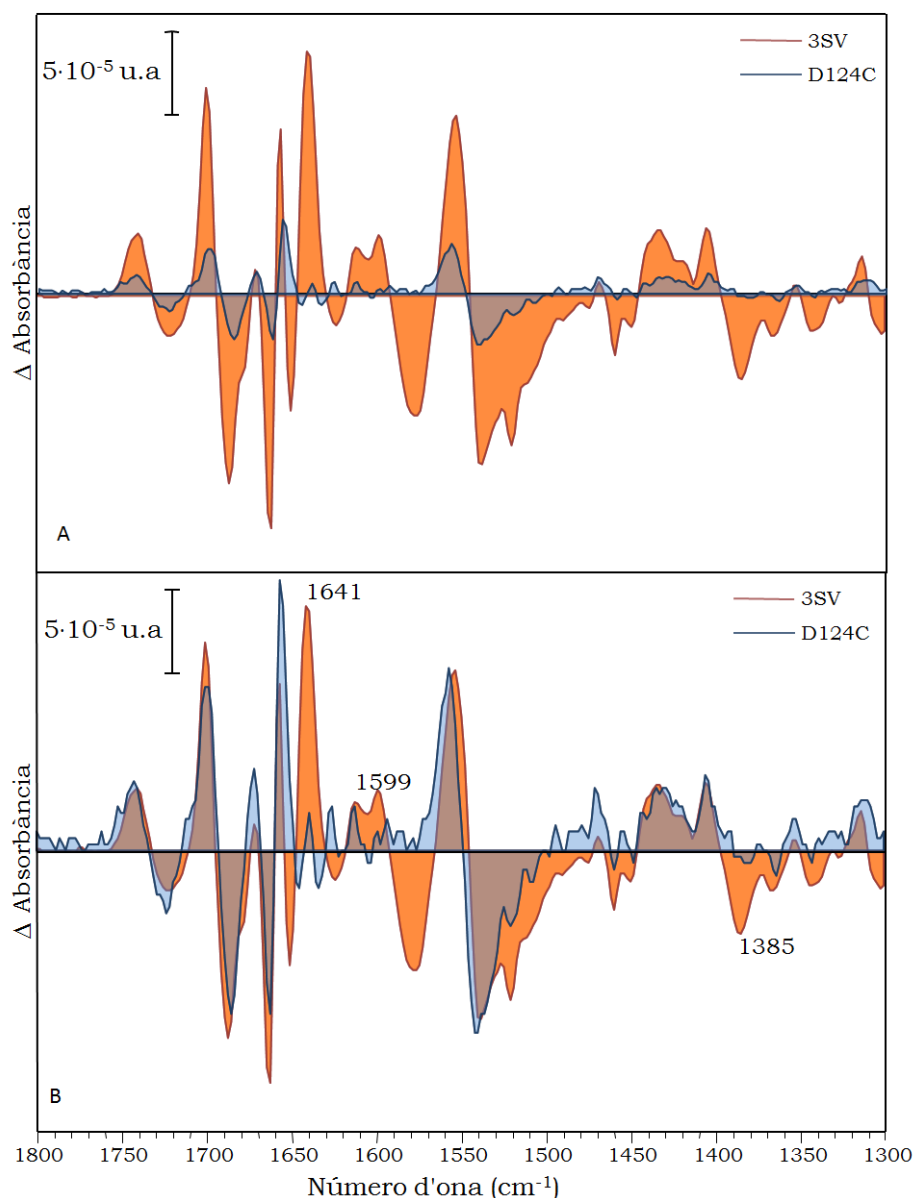 3SV
D124C
5·10⁻⁵ u.a
Δ Absorbància
A
1641
3SV
D124C
5·10⁻⁵ u.a
1599
Δ Absorbància
1385
B
1800 1750 1700 1650 1600 1550 1500 1450 1400 1350 1300
Número d'ona (cm⁻¹)